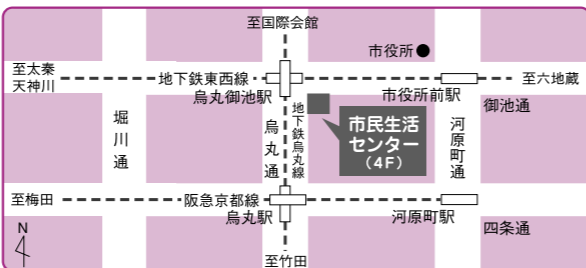 至国際会館
市役所
至太秦
天神川
地下鉄東西線
烏丸御池駅
市役所前駅
至六地蔵
御池通
堀川通
烏丸通
地下鉄烏丸線
市民生活
センター
(4F)
河原町通
至梅田
阪急京都線
烏丸駅
河原町駅
四条通
N
至竹田